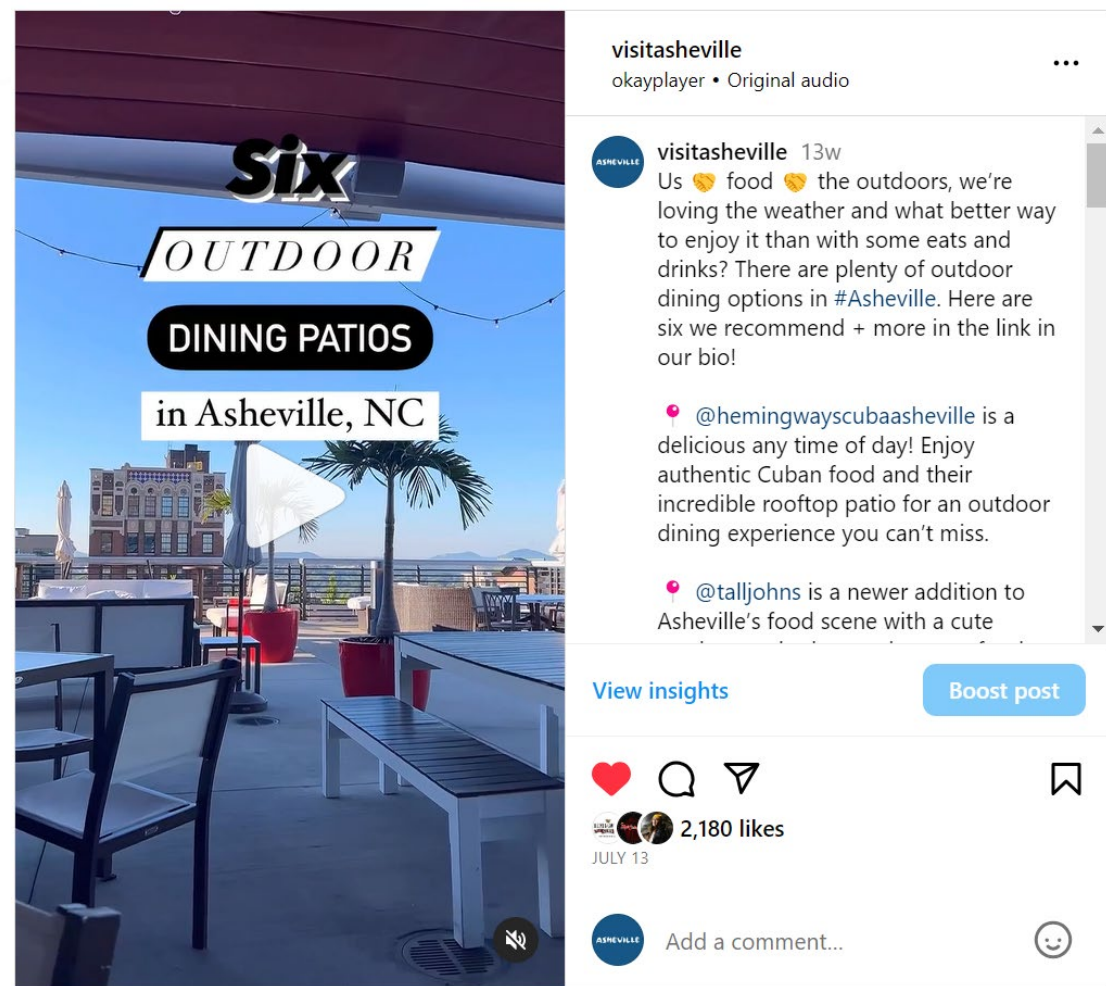 Six
OUTDOOR
DINING PATIOS
in Asheville, NC
visitasheville
okayplayer • Original audio
ASHEVILLE
visitasheville 13w
Us 🤝 food 🤝 the outdoors, we’re
loving the weather and what better way
to enjoy it than with some eats and
drinks? There are plenty of outdoor
dining options in #Asheville. Here are
six we recommend + more in the link in
our bio!
📍 @hemingwayscubaasheville is a
delicious any time of day! Enjoy
authentic Cuban food and their
incredible rooftop patio for an outdoor
dining experience you can’t miss.
📍 @talljohns is a newer addition to
Asheville’s food scene with a cute
View insights
Boost post
2,180 likes
JULY 13
ASHEVILLE
Add a comment...